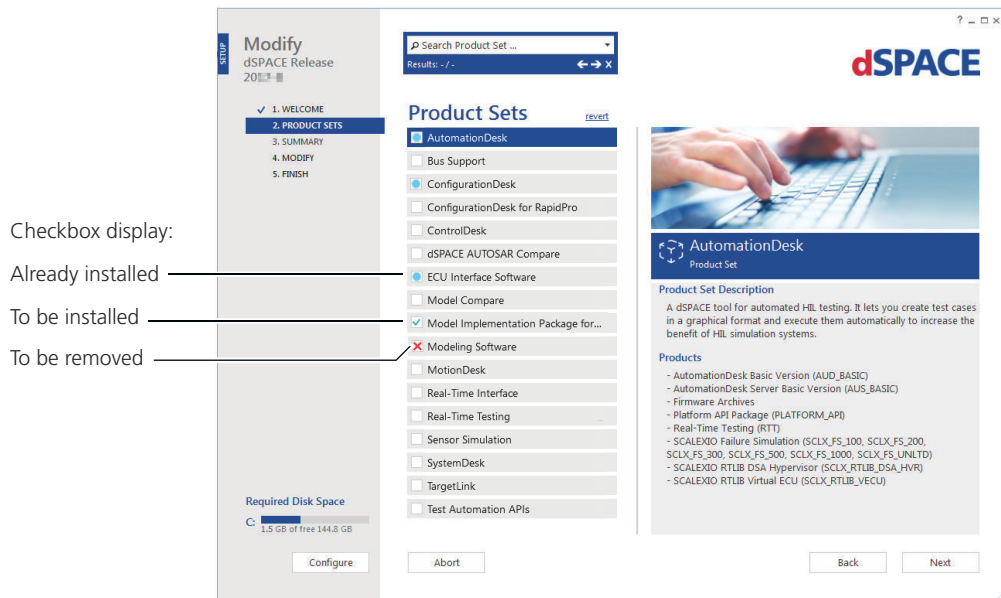 ? _ □ x
SETUP
Modify
dSPACE Release
20
✓ 1. WELCOME
2. PRODUCT SETS
3. SUMMARY
4. MODIFY
5. FINISH
Search Product Set ...
Results: - / -
← → X
dSPACE
Product Sets
revert
AutomationDesk
Bus Support
ConfigurationDesk
ConfigurationDesk for RapidPro
ControlDesk
dSPACE AUTOSAR Compare
ECU Interface Software
Model Compare
Model Implementation Package for...
Modeling Software
MotionDesk
Real-Time Interface
Real-Time Testing
Sensor Simulation
SystemDesk
TargetLink
Test Automation APIs
Checkbox display:
Already installed
To be installed
To be removed
AutomationDesk
Product Set
Product Set Description
A dSPACE tool for automated HIL testing. It lets you create test cases
in a graphical format and execute them automatically to increase the
benefit of HIL simulation systems.
Products
- AutomationDesk Basic Version (AUD_BASIC)
- AutomationDesk Server Basic Version (AUS_BASIC)
- Firmware Archives
- Platform API Package (PLATFORM_API)
- Real-Time Testing (RTT)
- SCALEXIO Failure Simulation (SCLX_FS_100, SCLX_FS_200,
SCLX_FS_300, SCLX_FS_500, SCLX_FS_1000, SCLX_FS_UNLTD)
- SCALEXIO RTLIB DSA Hypervisor (SCLX_RTLIB_DSA_HVR)
- SCALEXIO RTLIB Virtual ECU (SCLX_RTLIB_VECU)
Required Disk Space
C:
1.5 GB of free 144.8 GB
Configure
Abort
Back
Next